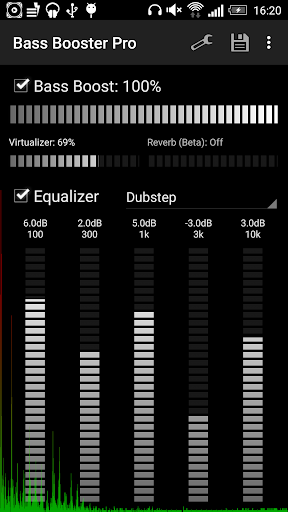 16:20
Bass Booster Pro
Bass Boost: 100%
Virtualizer: 69% Reverb (Beta): Off
Equalizer Dubstep
6.0dB 2.0dB 5.0dB -3.0dB 3.0dB
100 300 1k 3k 10k